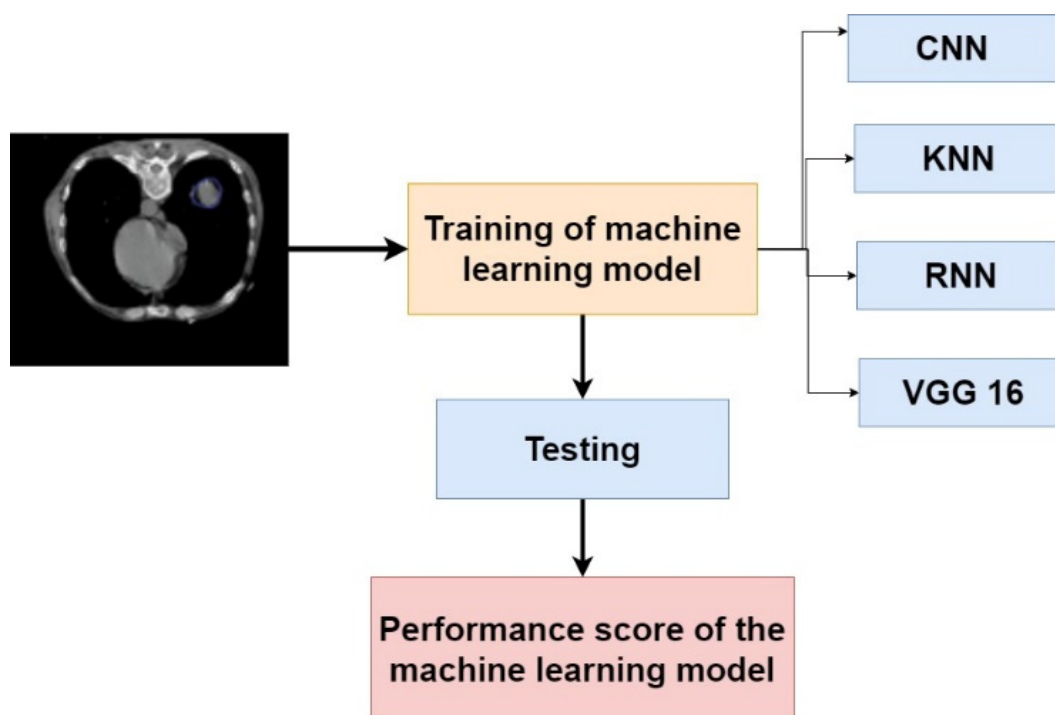 CNN
KNN
Training of machine
learning model
RNN
VGG 16
Testing
Performance score of the
machine learning model